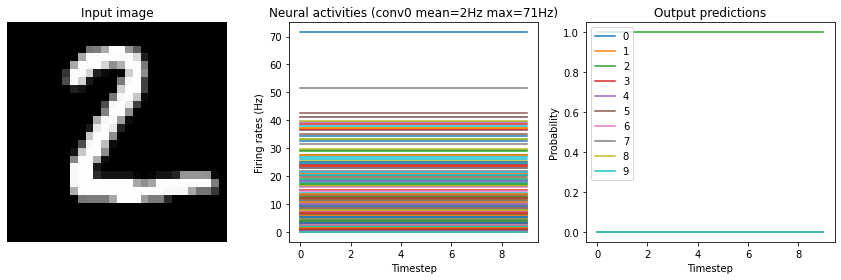 Input image
2
Neural activities (conv0 mean=2Hz max=71Hz)
Firing rates (Hz)
70
60
50
40
30
20
10
0
0 2 4 6 8
Timestep
Output predictions
Probability
1.0
0.8
0.6
0.4
0.2
0.0
0
1
2
3
4
5
6
7
8
9
0 2 4 6 8
Timestep